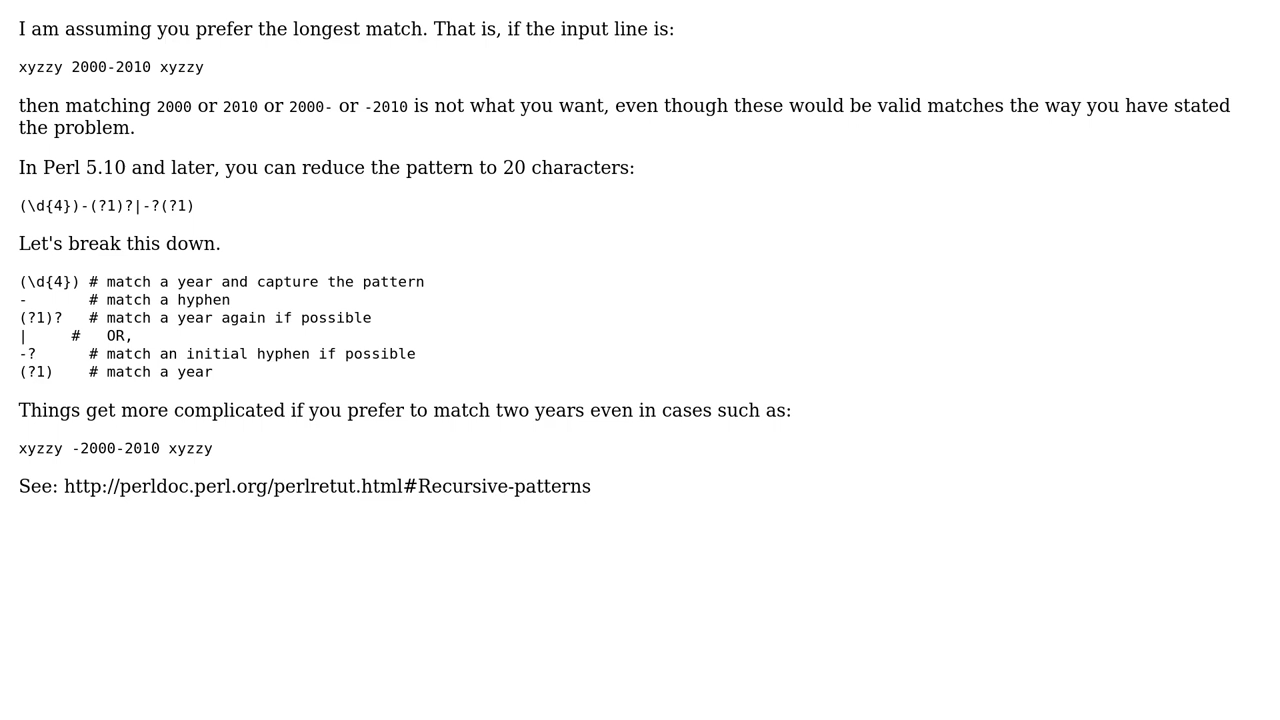 I am assuming you prefer the longest match. That is, if the input line is:
xyzzy 2000-2010 xyzzy
then matching 2000 or 2010 or 2000- or -2010 is not what you want, even though these would be valid matches the way you have stated
the problem.
In Perl 5.10 and later, you can reduce the pattern to 20 characters:
(\d{4})-(?1)?|-?(?1)
Let's break this down.
(\d{4}) # match a year and capture the pattern
-       # match a hyphen
(?1)?   # match a year again if possible
|     #   OR,
-?      # match an initial hyphen if possible
(?1)    # match a year
Things get more complicated if you prefer to match two years even in cases such as:
xyzzy -2000-2010 xyzzy
See: http://perldoc.perl.org/perlretut.html#Recursive-patterns